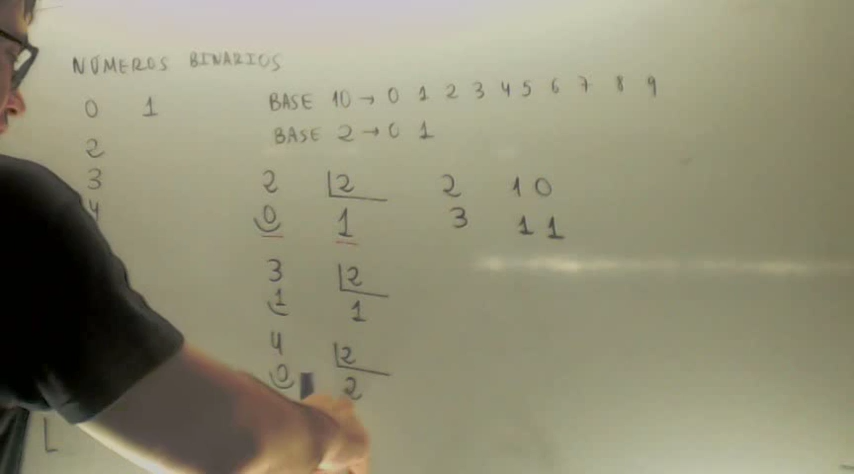 NÚMEROS BINARIOS
0 1 BASE 10 → 0 1 2 3 4 5 6 7 8 9
2 BASE 2 → 0 1
3 2 2 2 10
4 0 1 3 11
3 2
1 1
4 2
0 2